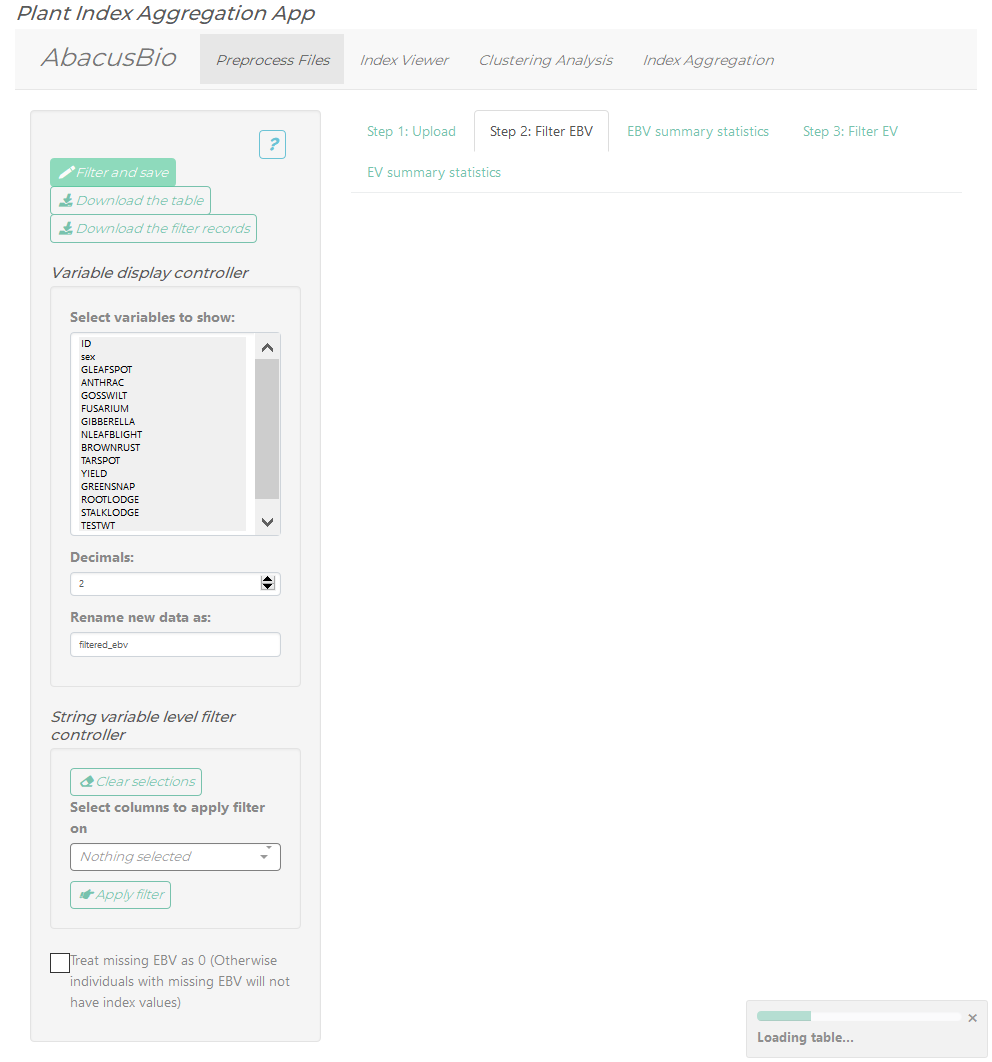 Plant Index Aggregation App
AbacusBio
Preprocess Files
Index Viewer
Clustering Analysis
Index Aggregation
?
Filter and save
Download the table
Download the filter records
Variable display controller
Select variables to show:
ID
sex
GLEAFSPOT
ANTHRAC
GOSSWILT
FUSARIUM
GIBBERELLA
NLEAFBLIGHT
BROWNRUST
TARSPOT
YIELD
GREENSNAP
ROOTLODGE
STALKLODGE
TESTWT
Decimals:
2
Rename new data as:
filtered_ebv
String variable level filter
controller
Clear selections
Select columns to apply filter
on
Nothing selected
Apply filter
Treat missing EBV as 0 (Otherwise
individuals with missing EBV will not
have index values)
Step 1: Upload
Step 2: Filter EBV
EBV summary statistics
Step 3: Filter EV
EV summary statistics
Loading table...